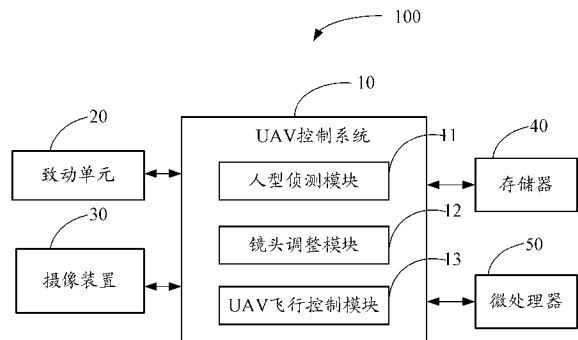 100
10
20
UAV控制系统
11
40
致动单元
人型侦测模块
存储器
30
12
镜头调整模块
50
摄像装置
13
UAV飞行控制模块
微处理器